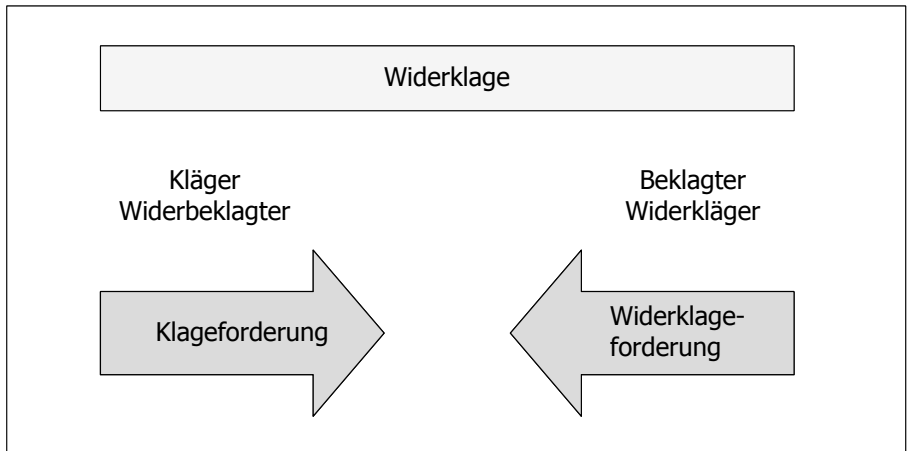 Widerklage
Kläger
Widerbeklagter
Beklagter
Widerkläger
Klageforderung
Widerklage-
forderung